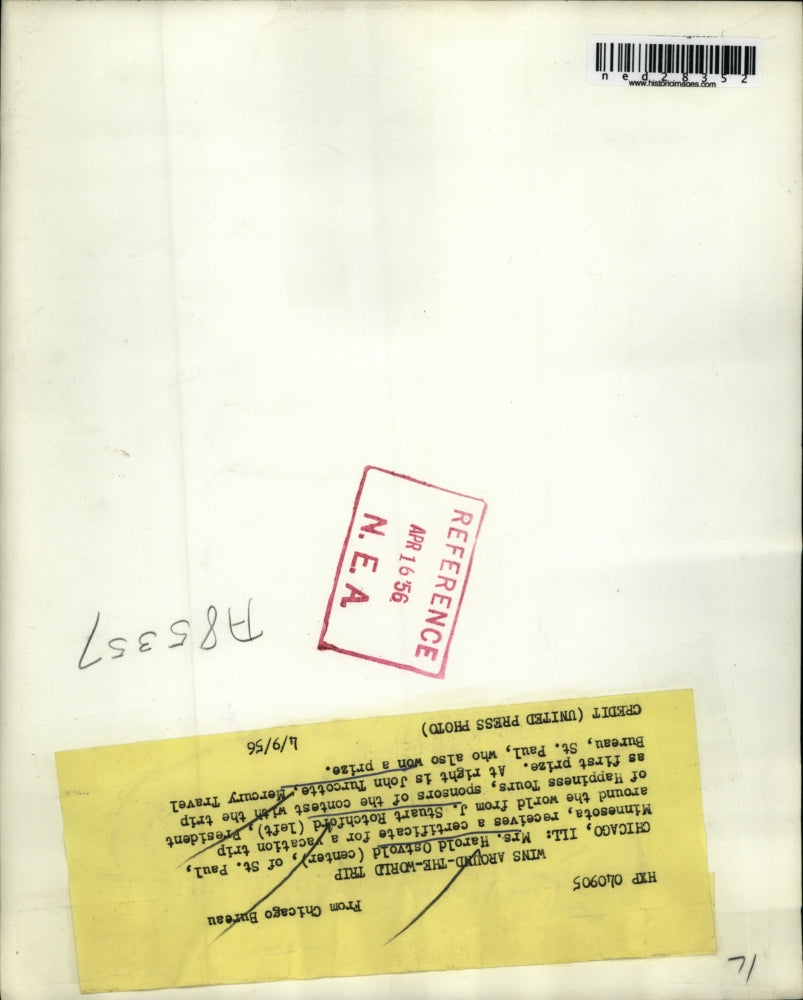 ned28352
www.historicimages.com
REFERENCE
APR 16 '56
N. E. A.
A85357
From Chicago Bureau
HXP 040905
WINS AROUND-THE-WORLD TRIP
CHICAGO, ILL: Mrs. Harold Ostvold (center), of St. Paul,
Minnesota, receives a certificate for a vacation trip
around the world from J. Stuart Rotchford (left), President
of Happiness Tours, sponsors of the contest with the trip
as first prize. At right is John Turcotte, Mercury Travel
Bureau, St. Paul, who also won a prize.
CREDIT (UNITED PRESS PHOTO) 4/9/56